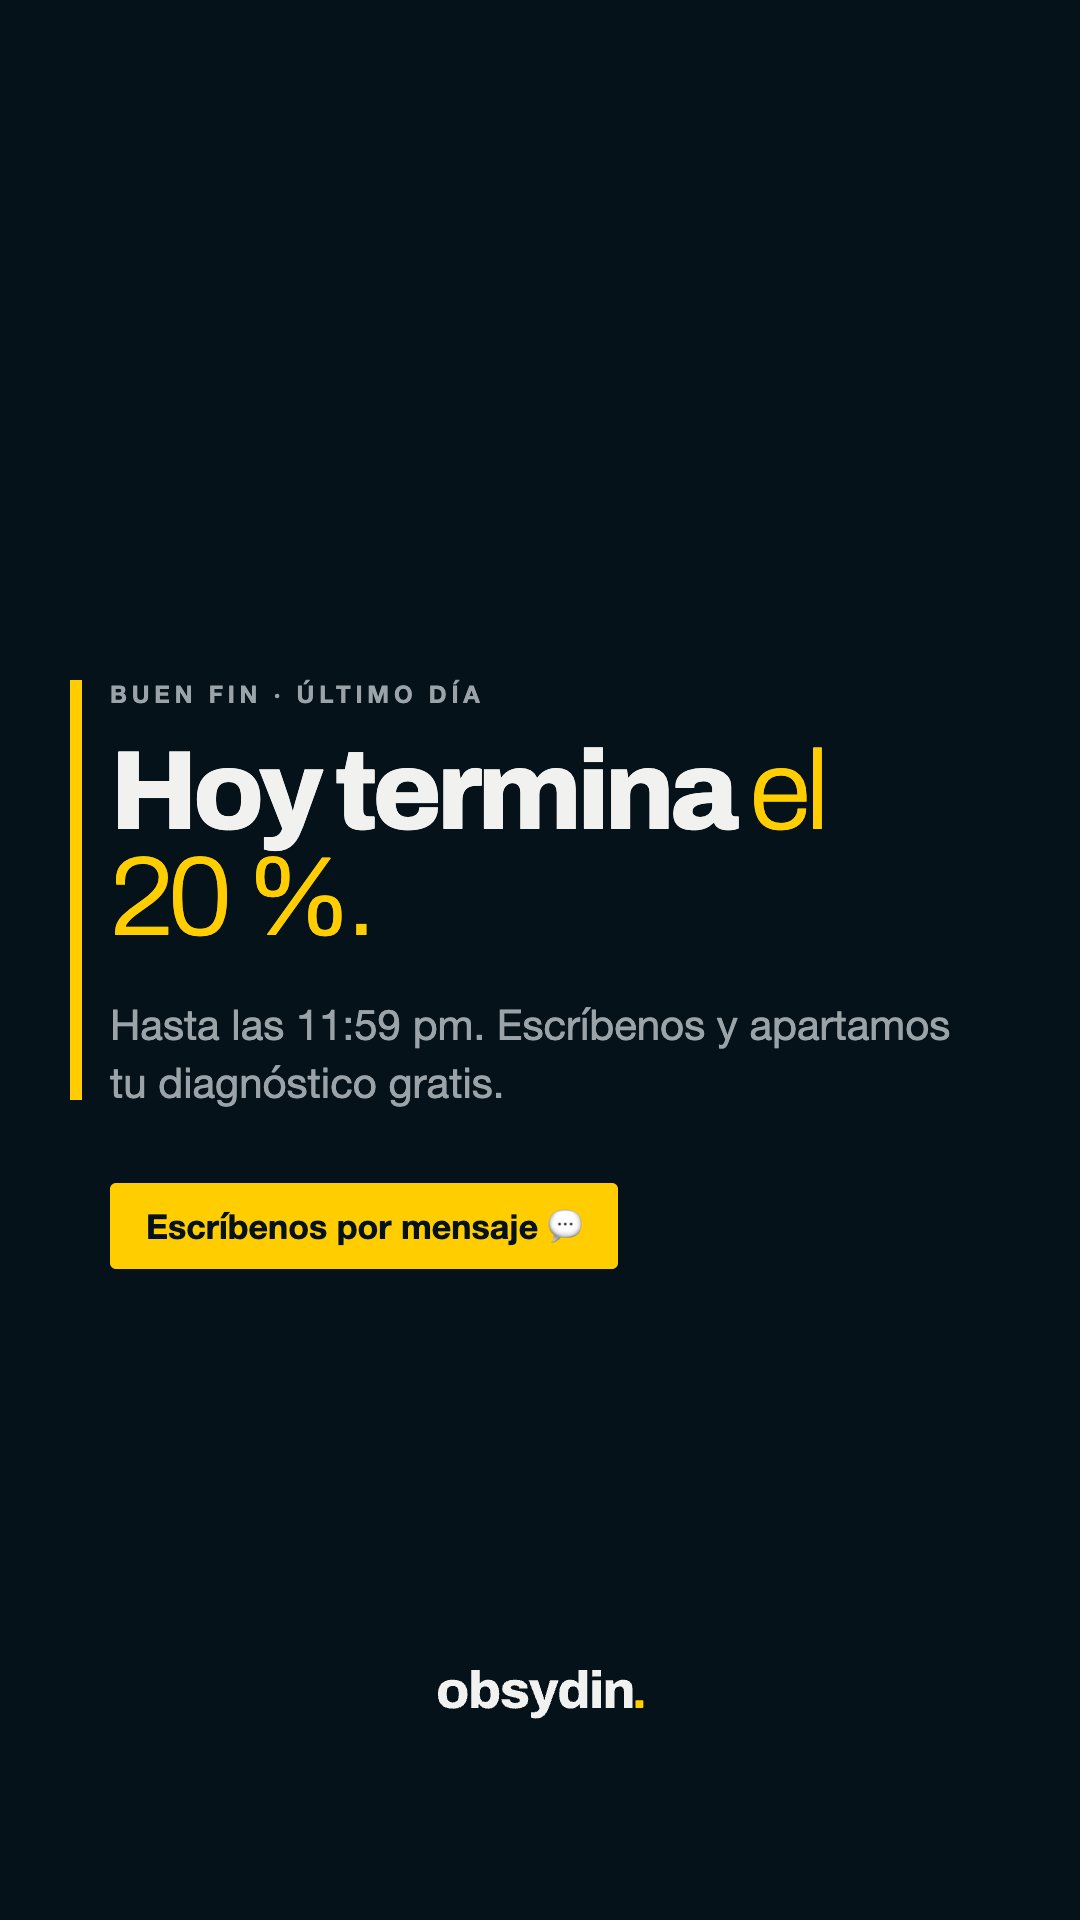 BUEN FIN · ÚLTIMO DÍA
Hoy termina el
20 %.
Hasta las 11:59 pm. Escríbenos y apartamos
tu diagnóstico gratis.
Escríbenos por mensaje 💬
obsydin.